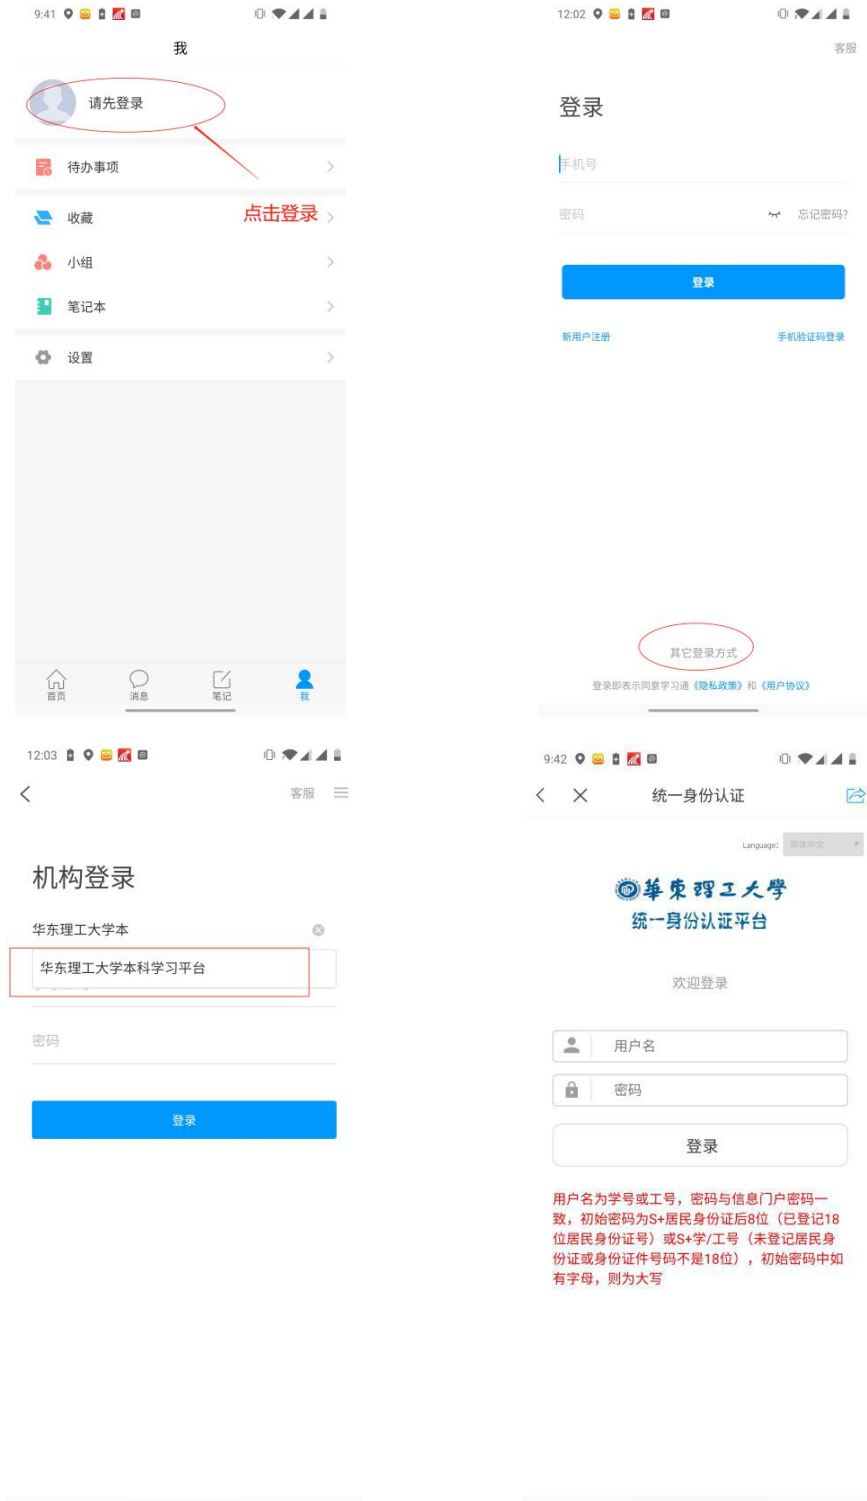 9:41
我
请先登录
待办事项
收藏
点击登录
小组
笔记本
设置
首页
消息
笔记
我
12:02
客服
登录
手机号
密码
忘记密码?
登录
新用户注册
手机验证码登录
其它登录方式
登录即表示同意学习通《隐私政策》和《用户协议》
12:03
客服
机构登录
华东理工大学本
华东理工大学本科学习平台
密码
登录
9:42
统一身份认证
Language: 简体中文
華東理工大學
统一身份认证平台
欢迎登录
用户名
密码
登录
用户名为学号或工号，密码与信息门户密码一
致，初始密码为S+居民身份证后8位（已登记18
位居民身份证号）或S+学/工号（未登记居民身
份证或身份证件号码不是18位），初始密码中如
有字母，则为大写